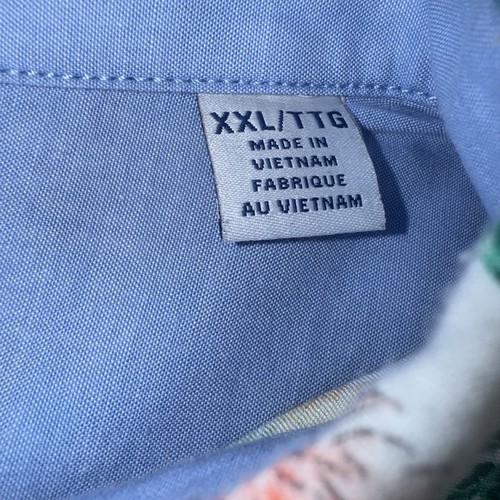 XXL/TTG
MADE IN
VIETNAM
FABRIQUE
AU VIETNAM